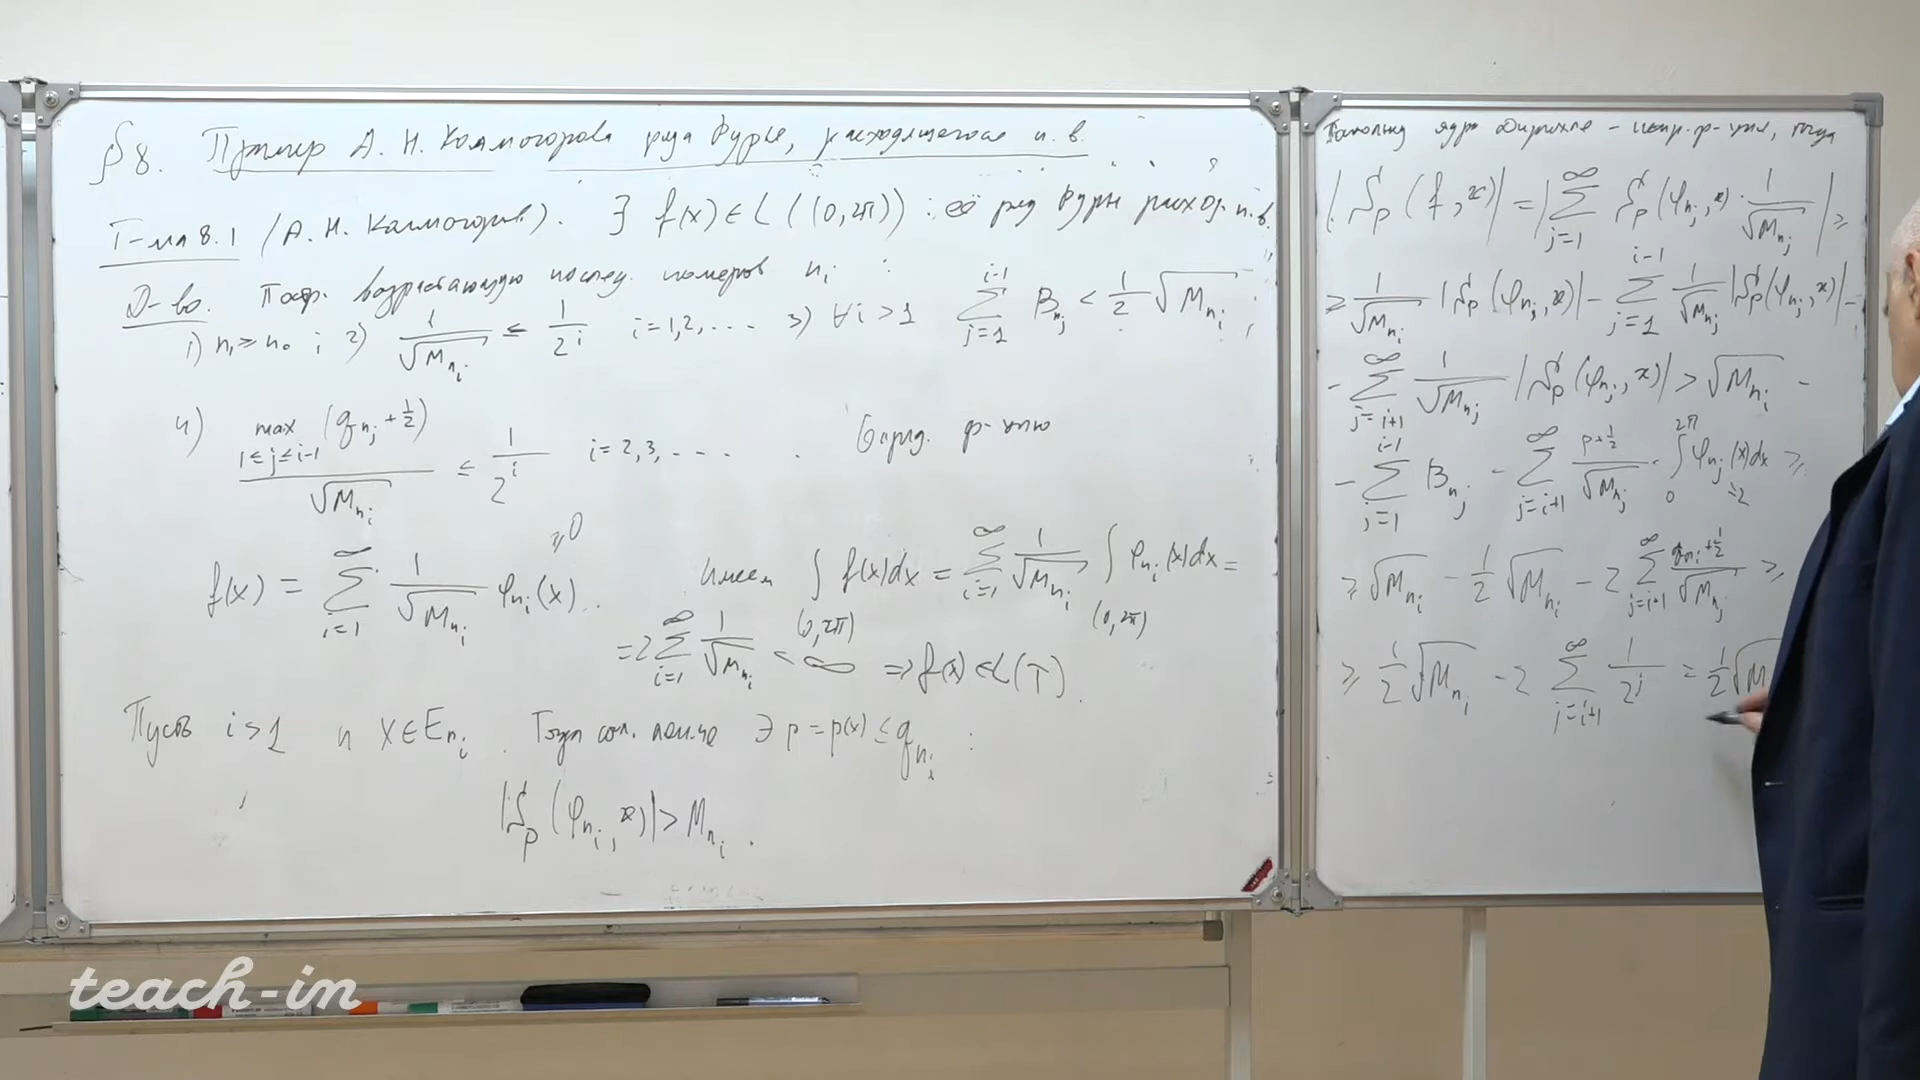 § 8. Пример А. Н. Колмогорова ряда Фурье, расходящегося п. в.
Т-ма 8.1 (А. Н. Колмогоров). ∃ f(x) ∈ L((0, 2π)) : её ряд Фурье расход. п. в.
Д-во. Постр. возрастающую послед. номеров n_i :
1) n_1 ≥ n_0 ; 2) 1/√M_{n_i} ≤ 1/2^i i = 1, 2, ... 3) ∀ i > 1 ∑_{j=1}^{i-1} B_{n_j} < 1/2 √M_{n_i} ;
4) max_{1≤j≤i-1} (q_{n_j} + 1/2) / √M_{n_i} ≤ 1/2^i i = 2, 3, ... . Опред. ф-цию
f(x) = ∑_{i=1}^{∞} 1/√M_{n_i} φ_{n_i}(x) ≥ 0 . Имеем ∫_{(0, 2π)} f(x)dx = ∑_{i=1}^{∞} 1/√M_{n_i} ∫_{(0, 2π)} φ_{n_i}(x)dx =
= 2 ∑_{i=1}^{∞} 1/√M_{n_i} < ∞ ⇒ f(x) ∈ L(T).
Пусть i > 1 и x ∈ E_{n_i} . Тогда согл. лемме ∃ p = p(x) ≤ q_{n_i} :
|S_p(φ_{n_i}, x)| > M_{n_i} .
Поскольку ядро Дирихле - непр. ф-ция, тогда
|S_p(f, x)| = |∑_{j=1}^{∞} S_p(φ_{n_j}, x) · 1/√M_{n_j}| ≥
≥ 1/√M_{n_i} |S_p(φ_{n_i}, x)| - ∑_{j=1}^{i-1} 1/√M_{n_j} |S_p(φ_{n_j}, x)| -
- ∑_{j=i+1}^{∞} 1/√M_{n_j} |S_p(φ_{n_j}, x)| > √M_{n_i} -
- ∑_{j=1}^{i-1} B_{n_j} - ∑_{j=i+1}^{∞} (p + 1/2)/√M_{n_j} · ∫_0^{2π} φ_{n_j}(x)dx ≥
= 2
≥ √M_{n_i} - 1/2 √M_{n_i} - 2 ∑_{j=i+1}^{∞} (q_{n_i} + 1/2)/√M_{n_j} ≥
≥ 1/2 √M_{n_i} - 2 ∑_{j=i+1}^{∞} 1/2^j = 1/2 √M
teach-in